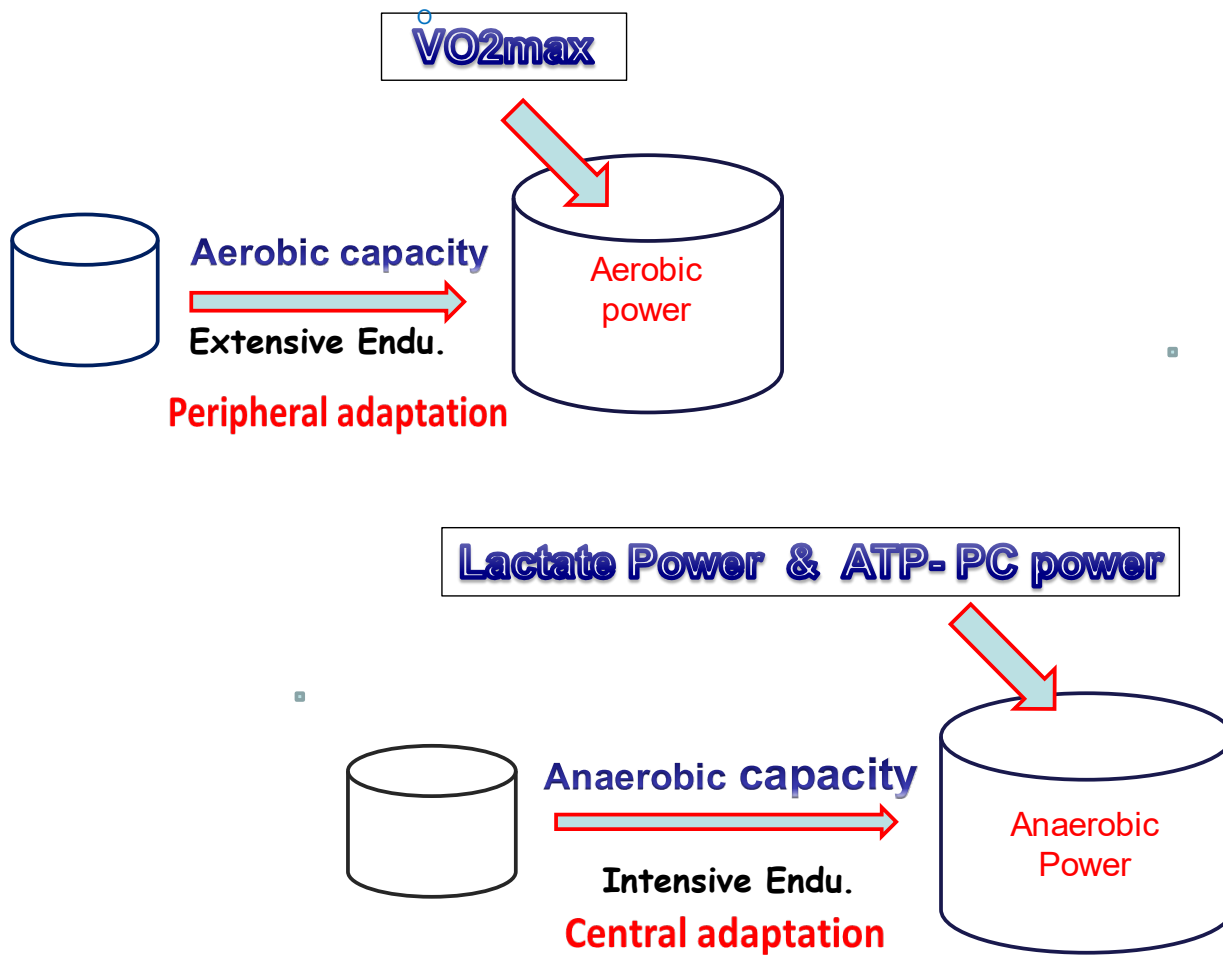 V̊O2max
Aerobic capacity
Aerobic
power
Extensive Endu.
Peripheral adaptation
Lactate Power & ATP- PC power
Anaerobic capacity
Anaerobic
Power
Intensive Endu.
Central adaptation